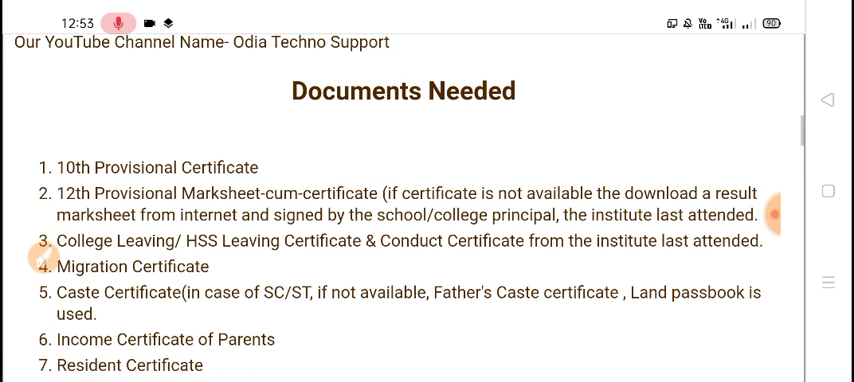 12:53
Vo LTED 4G 90
Our YouTube Channel Name- Odia Techno Support
Documents Needed
1. 10th Provisional Certificate
2. 12th Provisional Marksheet-cum-certificate (if certificate is not available the download a result
marksheet from internet and signed by the school/college principal, the institute last attended.
3. College Leaving/ HSS Leaving Certificate & Conduct Certificate from the institute last attended.
4. Migration Certificate
5. Caste Certificate(in case of SC/ST, if not available, Father's Caste certificate , Land passbook is
used.
6. Income Certificate of Parents
7. Resident Certificate